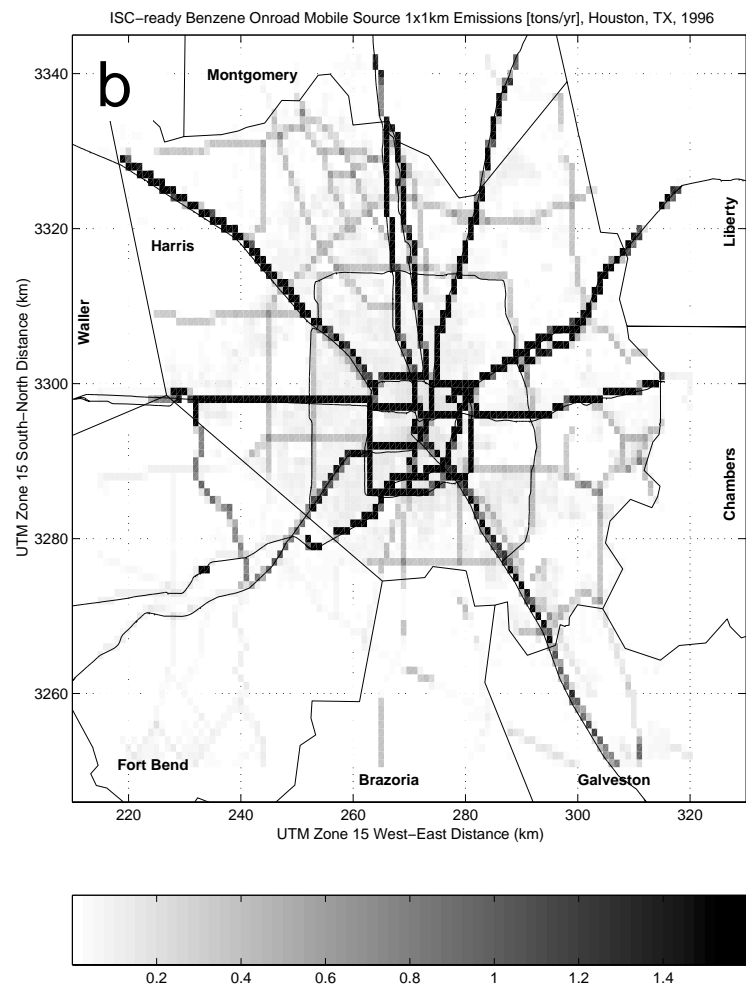 ISC−ready Benzene Onroad Mobile Source 1x1km Emissions [tons/yr], Houston, TX, 1996
b
Montgomery
Harris
Waller
Liberty
Chambers
Fort Bend
Brazoria
Galveston
3340
3320
3300
3280
3260
UTM Zone 15 South−North Distance (km)
220 240 260 280 300 320
UTM Zone 15 West−East Distance (km)
0.2 0.4 0.6 0.8 1 1.2 1.4